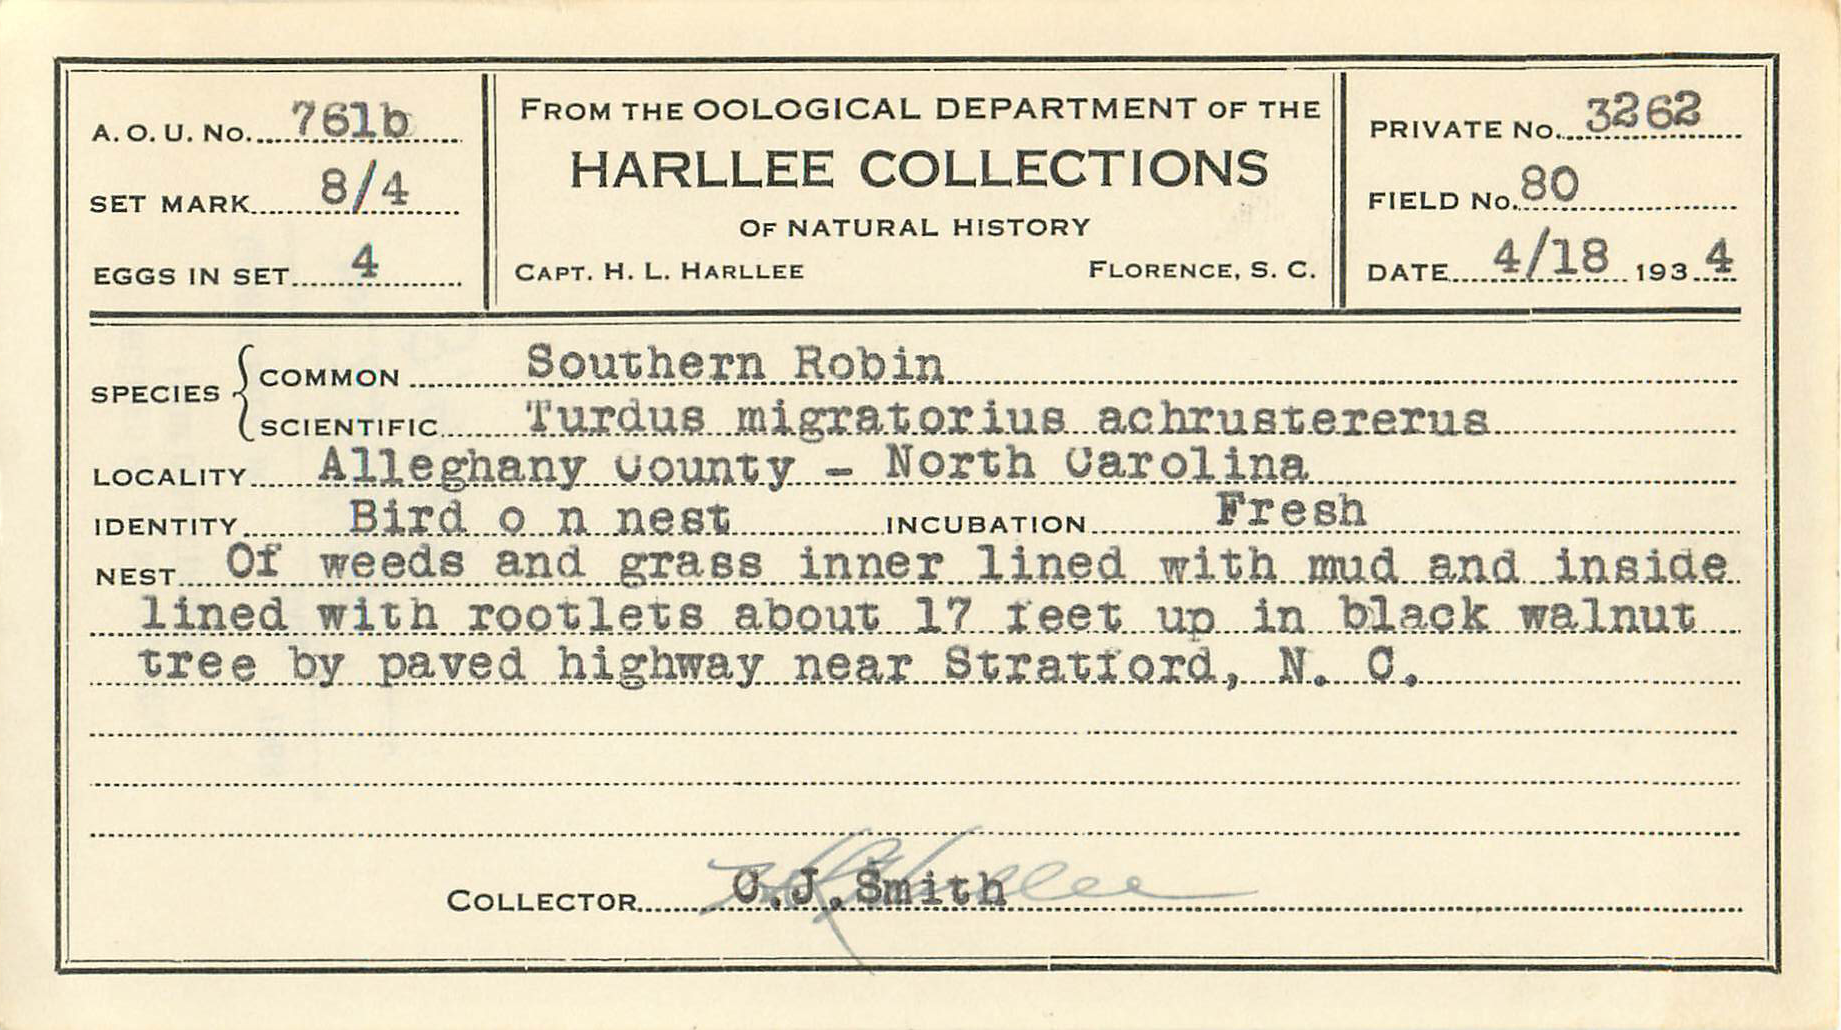 A. O. U. No. 761b
SET MARK 8/4
EGGS IN SET 4
FROM THE OOLOGICAL DEPARTMENT OF THE
HARLLEE COLLECTIONS
OF NATURAL HISTORY
CAPT. H. L. HARLLEE FLORENCE, S. C.
PRIVATE No. 3262
FIELD No. 80
DATE 4/18 1934
SPECIES COMMON Southern Robin
SCIENTIFIC Turdus migratorius achrustererus
LOCALITY Alleghany County - North Carolina
IDENTITY Bird o n nest INCUBATION Fresh
NEST Of weeds and grass inner lined with mud and inside
lined with rootlets about 17 feet up in black walnut
tree by paved highway near Stratford, N. C.
H L Harllee
COLLECTOR C.J.Smith